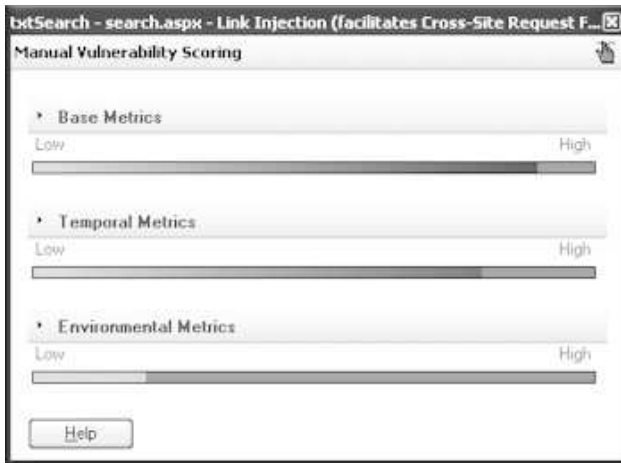 txtSearch - search.aspx - Link Injection (facilitates Cross-Site Request F...
Manual Vulnerability Scoring
Base Metrics
Low High
Temporal Metrics
Low High
Environmental Metrics
Low High
Help